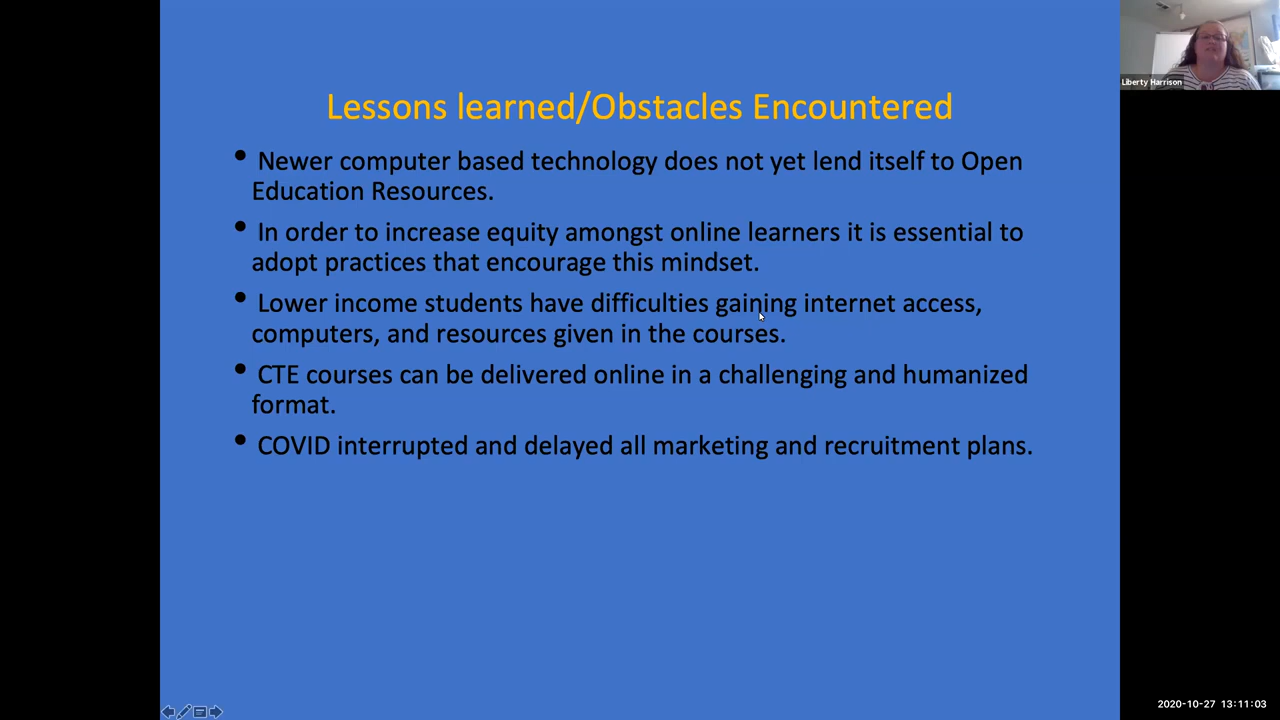 Lessons learned/Obstacles Encountered
• Newer computer based technology does not yet lend itself to Open
Education Resources.
• In order to increase equity amongst online learners it is essential to
adopt practices that encourage this mindset.
• Lower income students have difficulties gaining internet access,
computers, and resources given in the courses.
• CTE courses can be delivered online in a challenging and humanized
format.
• COVID interrupted and delayed all marketing and recruitment plans.
Liberty Harrison
2020-10-27 13:11:03